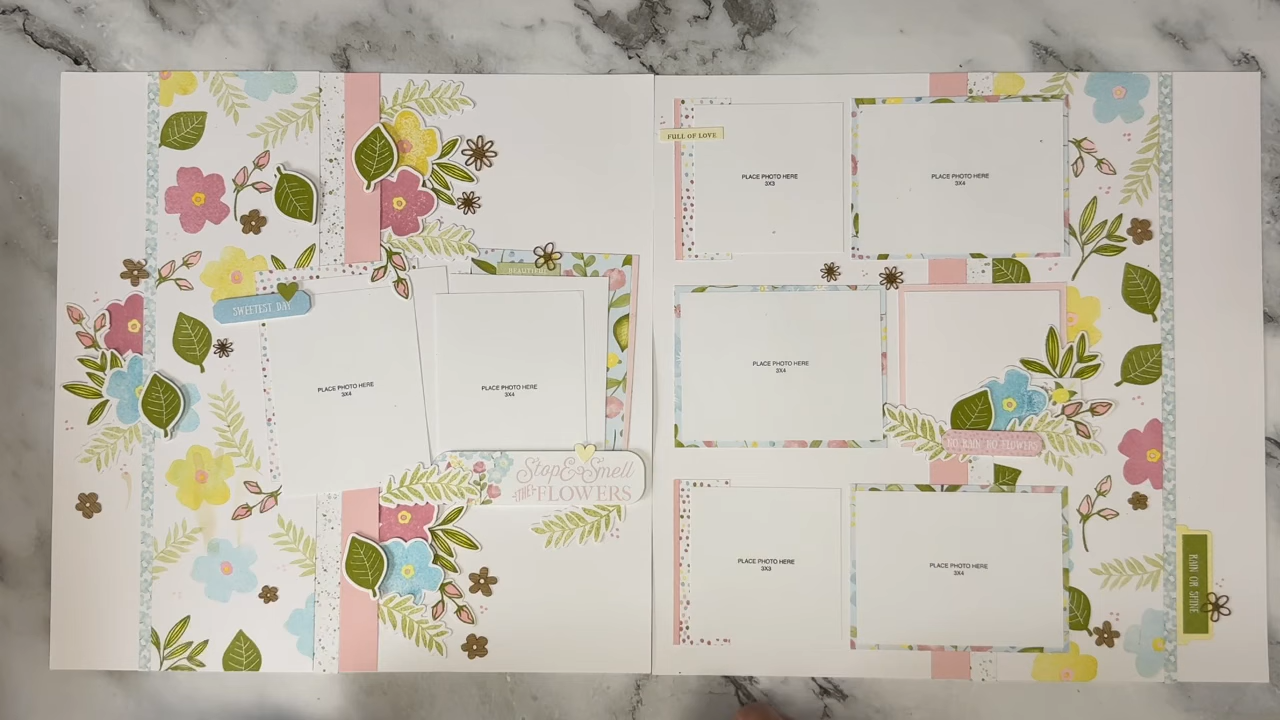 BEAUTIFUL
SWEETEST DAY
PLACE PHOTO HERE
3X4
PLACE PHOTO HERE
3X4
Stop & Smell
THE FLOWERS
FULL OF LOVE
PLACE PHOTO HERE
3X3
PLACE PHOTO HERE
3X4
PLACE PHOTO HERE
3X4
NO RAIN NO FLOWERS
PLACE PHOTO HERE
3X3
PLACE PHOTO HERE
3X4
RAIN OR SHINE